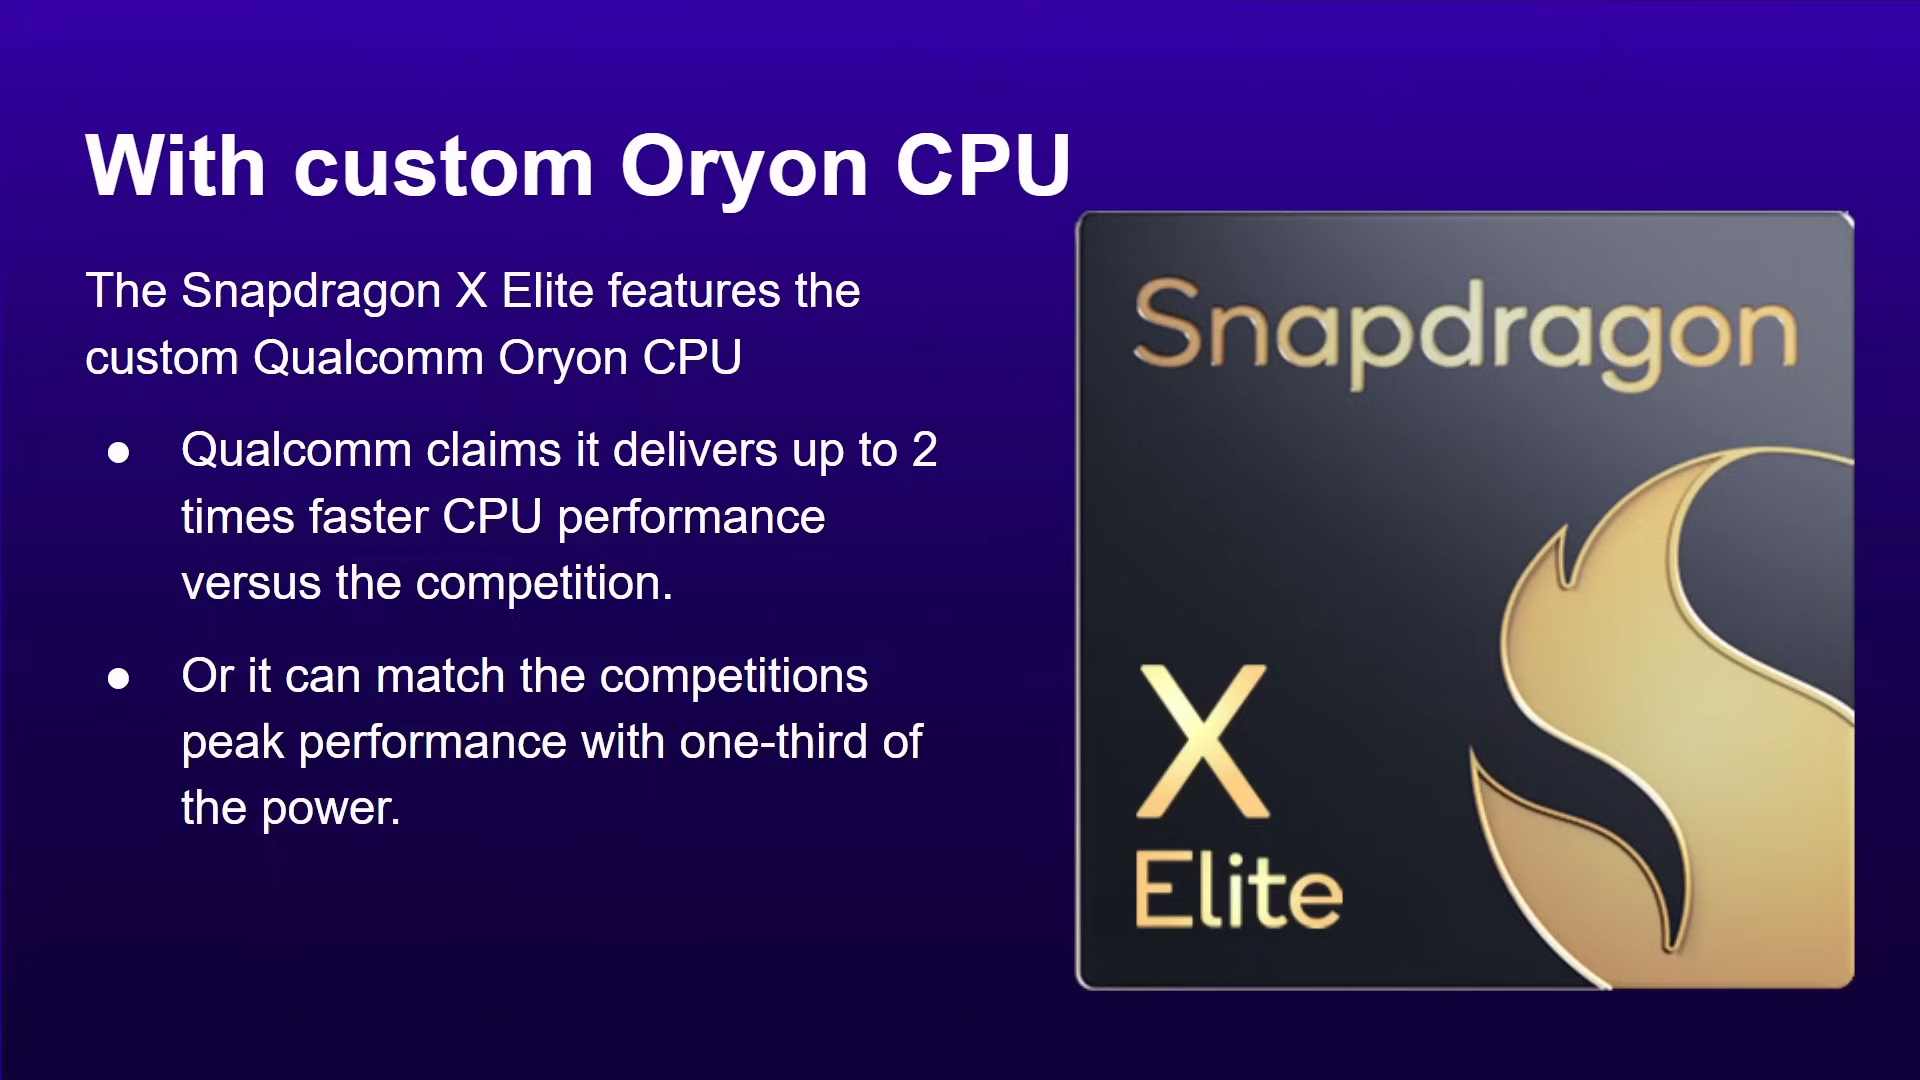 With custom Oryon CPU
The Snapdragon X Elite features the
custom Qualcomm Oryon CPU
● Qualcomm claims it delivers up to 2
times faster CPU performance
versus the competition.
● Or it can match the competitions
peak performance with one-third of
the power.
Snapdragon
X
Elite